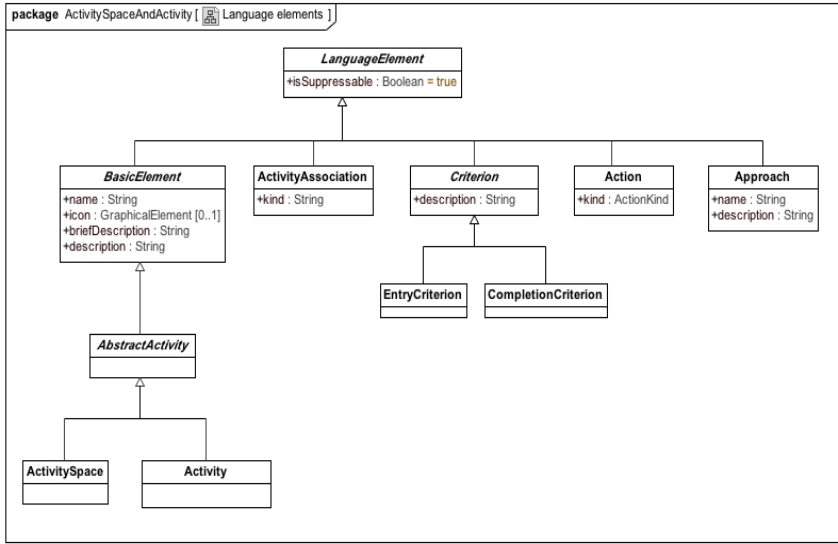 package ActivitySpaceAndActivity [ Language elements ]
LanguageElement
+isSuppressable : Boolean = true
BasicElement
+name : String
+icon : GraphicalElement [0..1]
+briefDescription : String
+description : String
ActivityAssociation
+kind : String
Criterion
+description : String
Action
+kind : ActionKind
Approach
+name : String
+description : String
EntryCriterion
CompletionCriterion
AbstractActivity
ActivitySpace
Activity